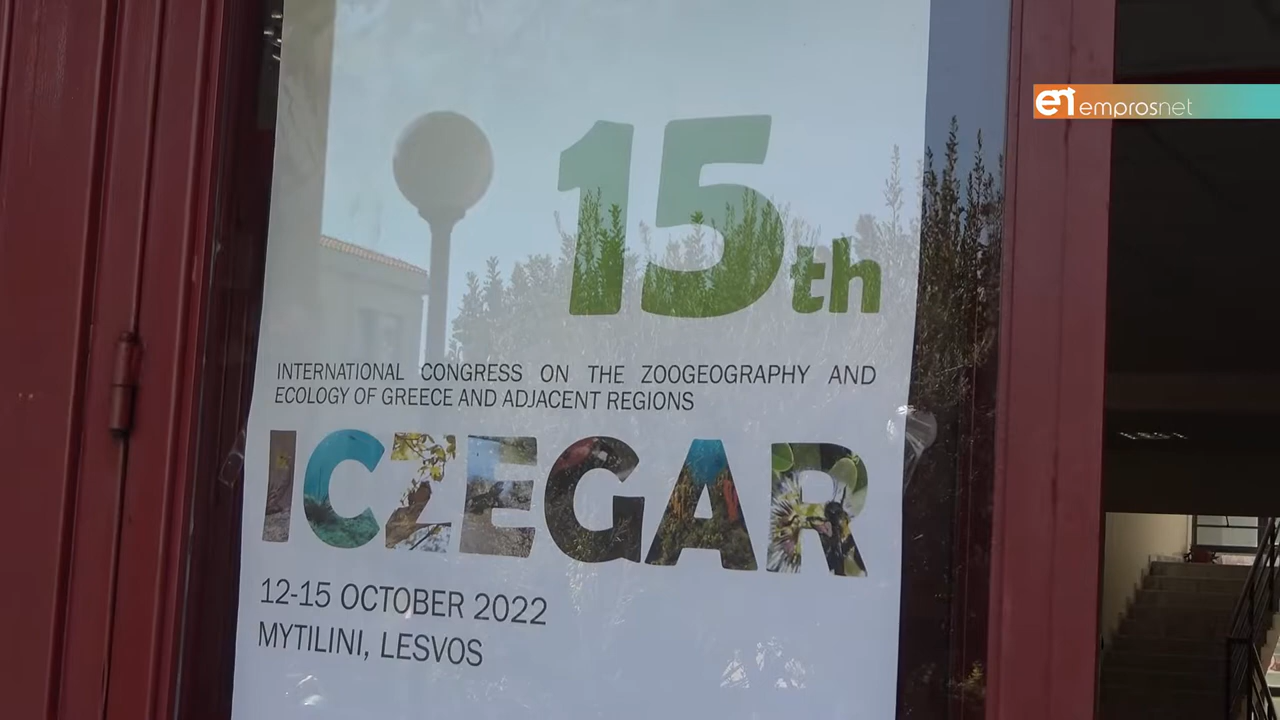 en emprosnet
15th
INTERNATIONAL CONGRESS ON THE ZOOGEOGRAPHY AND
ECOLOGY OF GREECE AND ADJACENT REGIONS
ICZEGAR
12-15 OCTOBER 2022
MYTILINI, LESVOS